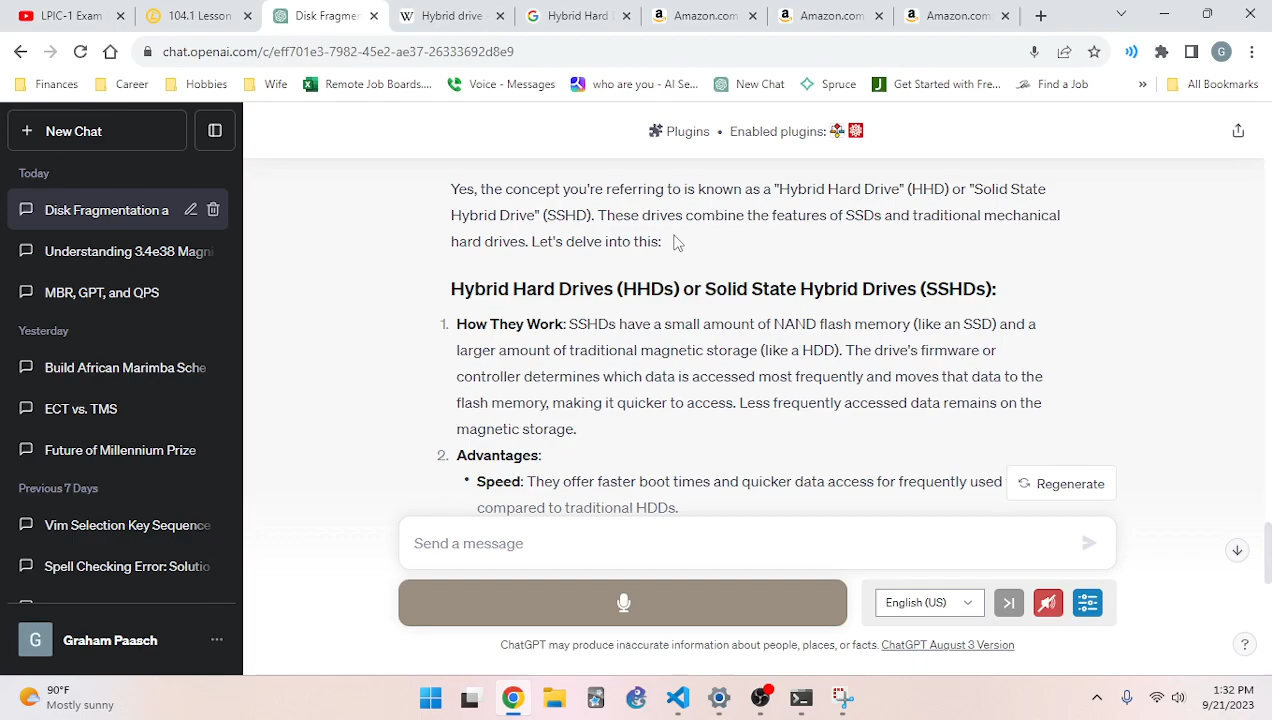 LPIC-1 Exam
104.1 Lesson
Disk Fragmen
Hybrid drive
Hybrid Hard
Amazon.com
Amazon.com
Amazon.com
chat.openai.com/c/eff701e3-7982-45e2-ae37-26333692d8e9
G
Finances
Career
Hobbies
Wife
Remote Job Boards....
Voice - Messages
who are you - AI Se...
New Chat
Spruce
Get Started with Fre...
Find a Job
»
All Bookmarks
New Chat
Plugins • Enabled plugins:
Today
Disk Fragmentation a
Understanding 3.4e38 Magni
MBR, GPT, and QPS
Yesterday
Build African Marimba Sche
ECT vs. TMS
Future of Millennium Prize
Previous 7 Days
Vim Selection Key Sequence
Spell Checking Error: Solutio
G
Graham Paasch
Yes, the concept you're referring to is known as a "Hybrid Hard Drive" (HHD) or "Solid State
Hybrid Drive" (SSHD). These drives combine the features of SSDs and traditional mechanical
hard drives. Let's delve into this:
Hybrid Hard Drives (HHDs) or Solid State Hybrid Drives (SSHDs):
1. How They Work: SSHDs have a small amount of NAND flash memory (like an SSD) and a
larger amount of traditional magnetic storage (like a HDD). The drive's firmware or
controller determines which data is accessed most frequently and moves that data to the
flash memory, making it quicker to access. Less frequently accessed data remains on the
magnetic storage.
2. Advantages:
• Speed: They offer faster boot times and quicker data access for frequently used
compared to traditional HDDs.
Regenerate
Send a message
English (US)
ChatGPT may produce inaccurate information about people, places, or facts. ChatGPT August 3 Version
?
90°F
Mostly sunny
1:32 PM
9/21/2023